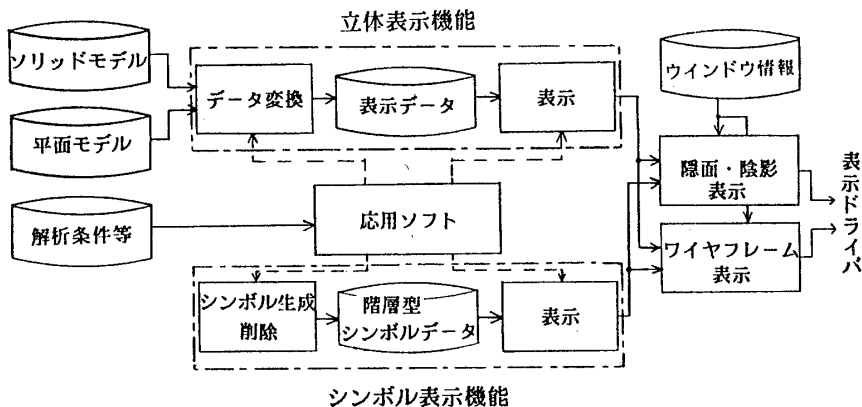 立体表示機能
ソリッドモデル
平面モデル
解析条件等
データ変換
表示データ
表示
応用ソフト
シンボル生成
削除
階層型
シンボルデータ
表示
シンボル表示機能
ウインドウ情報
隠面・陰影
表示
ワイヤフレーム
表示
表示ドライバ